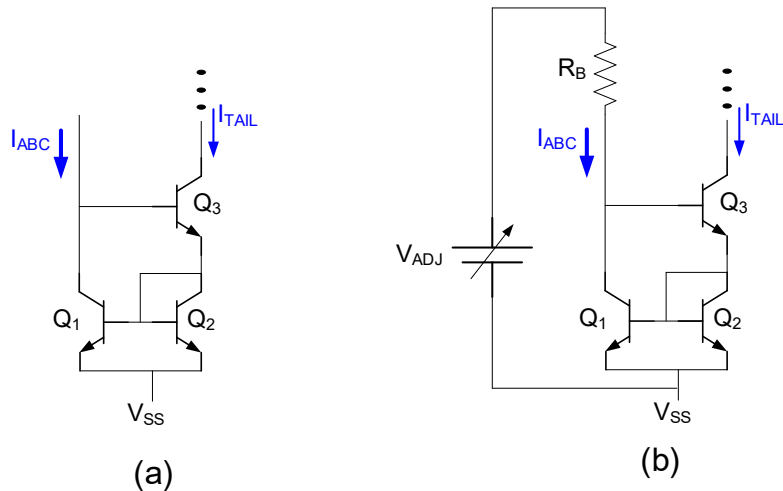 I_ABC
I_TAIL
Q_3
Q_1
Q_2
V_SS
(a)
R_B
I_ABC
I_TAIL
Q_3
V_ADJ
Q_1
Q_2
V_SS
(b)